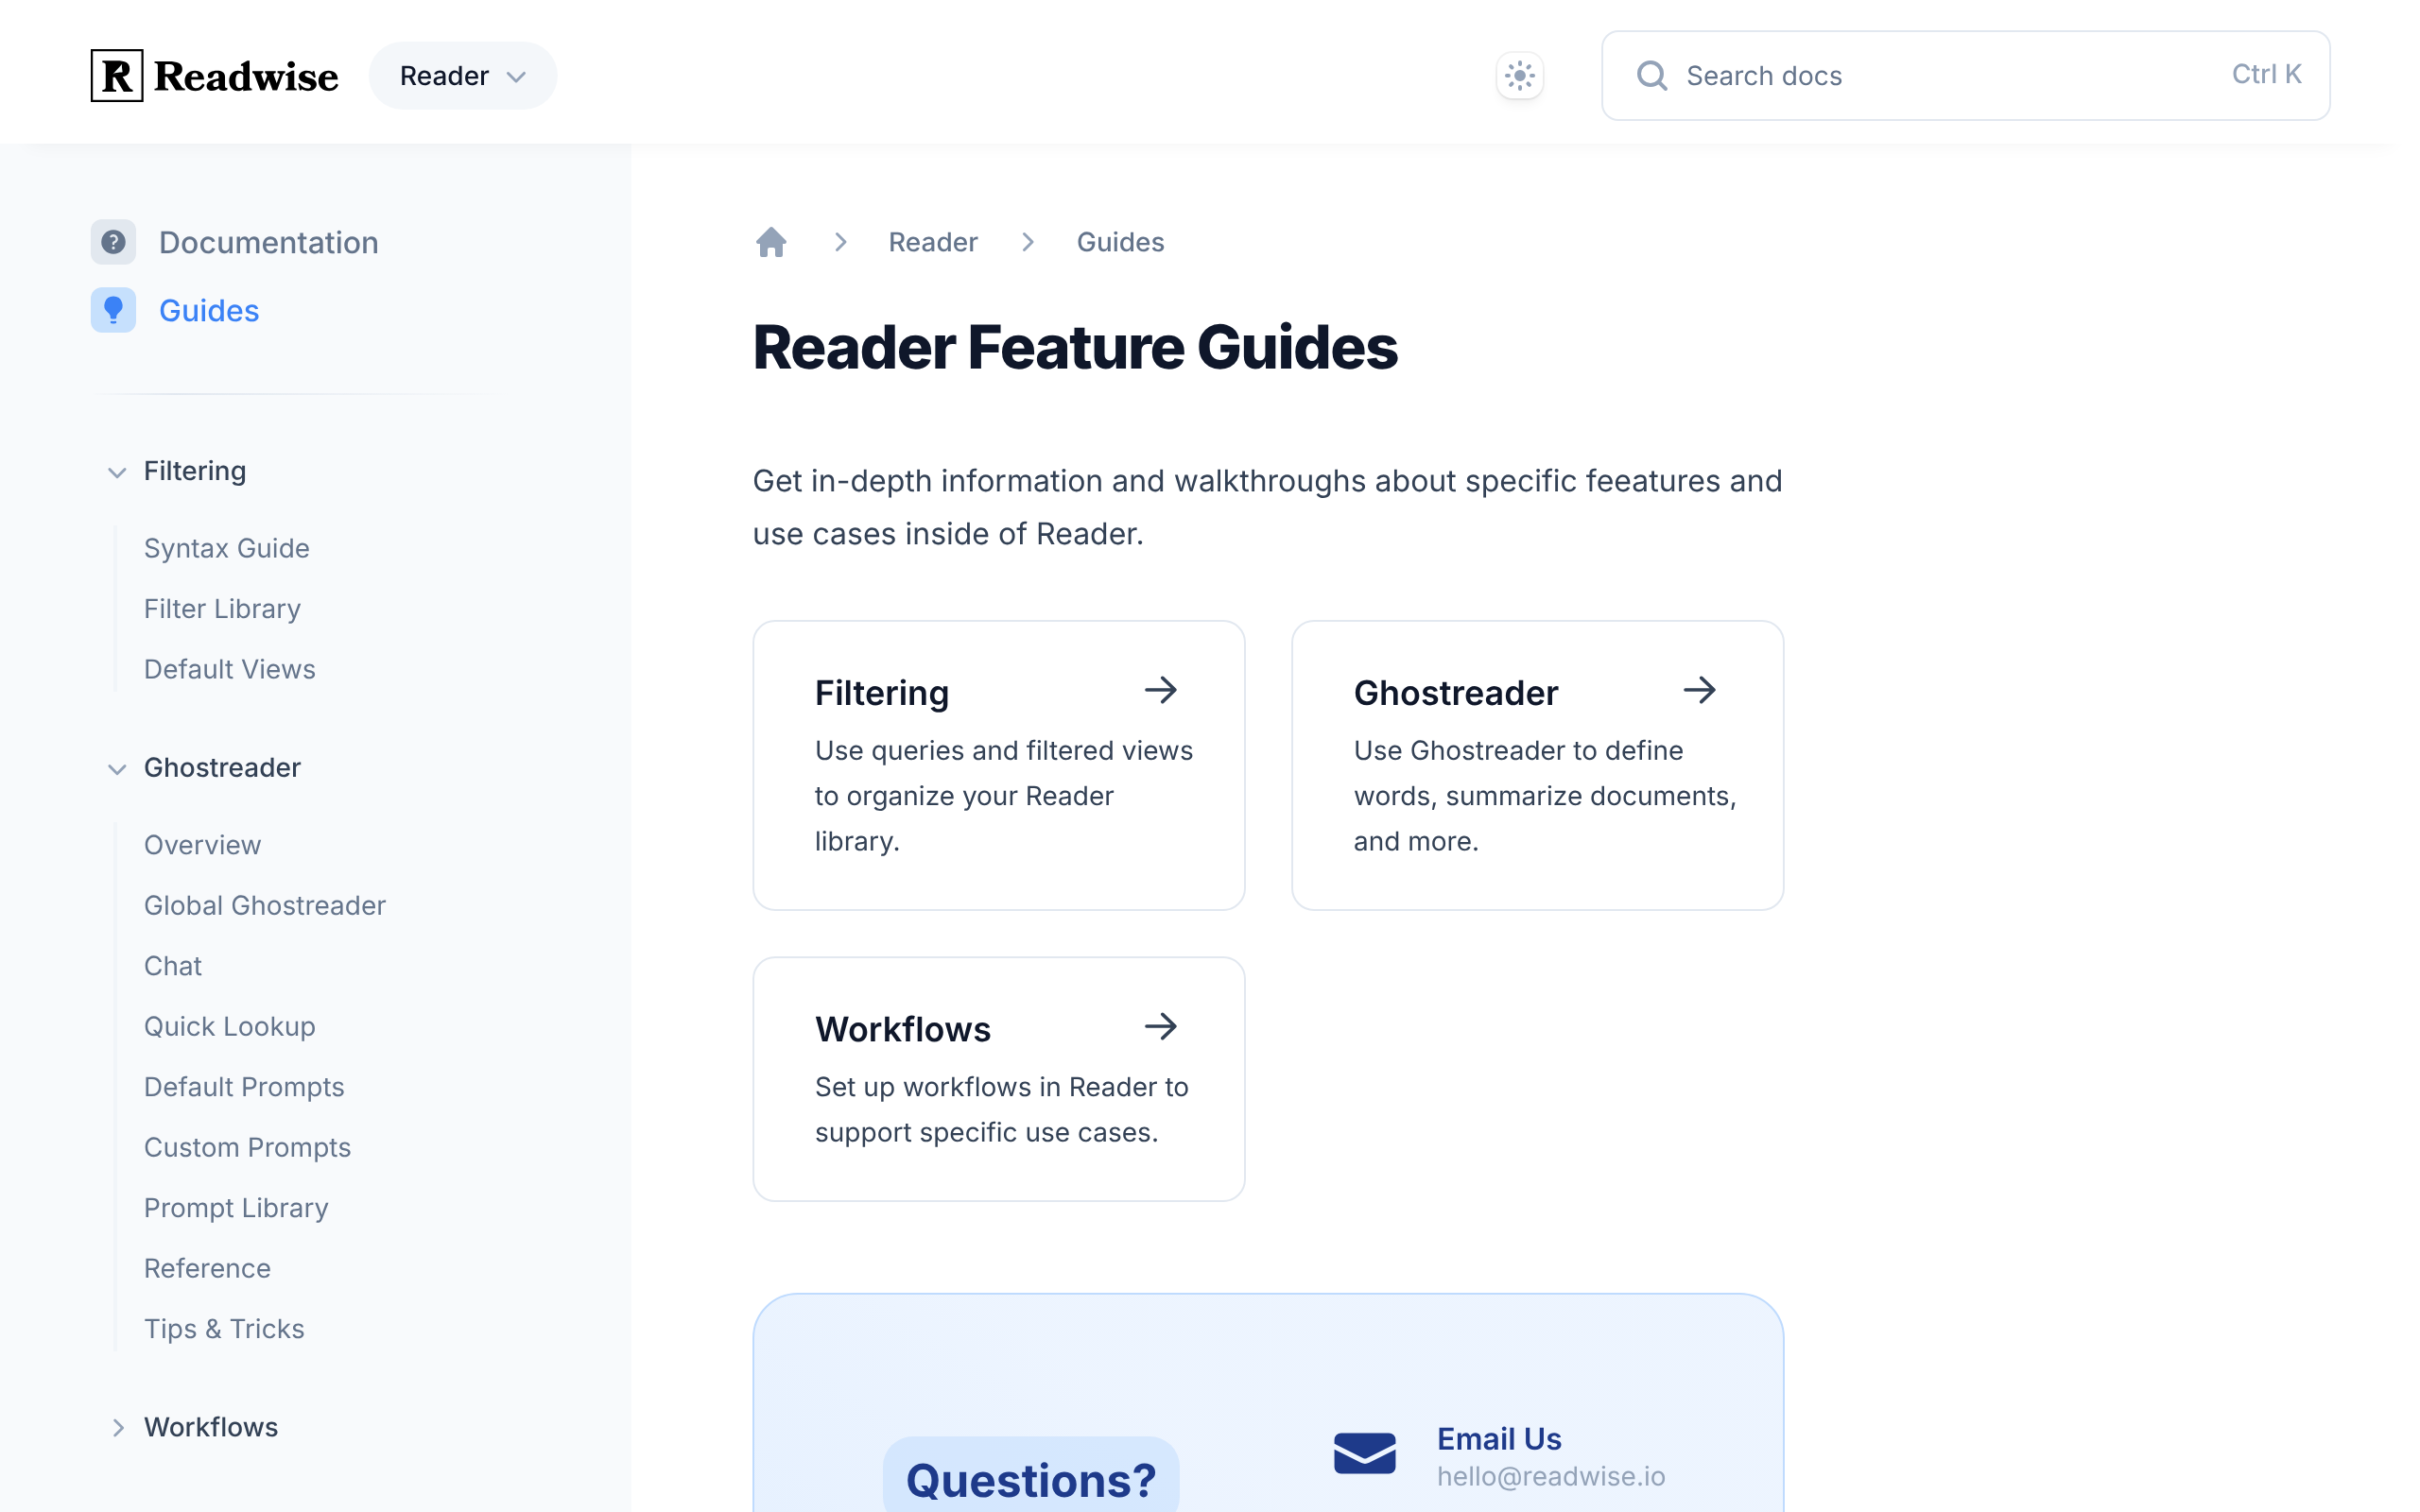 R Readwise
Reader
Search docs
Ctrl K
Documentation
Guides
Filtering
Syntax Guide
Filter Library
Default Views
Ghostreader
Overview
Global Ghostreader
Chat
Quick Lookup
Default Prompts
Custom Prompts
Prompt Library
Reference
Tips & Tricks
Workflows
Reader
Guides
Reader Feature Guides
Get in-depth information and walkthroughs about specific feeatures and
use cases inside of Reader.
Filtering
Use queries and filtered views
to organize your Reader
library.
Ghostreader
Use Ghostreader to define
words, summarize documents,
and more.
Workflows
Set up workflows in Reader to
support specific use cases.
Questions?
Email Us
hello@readwise.io